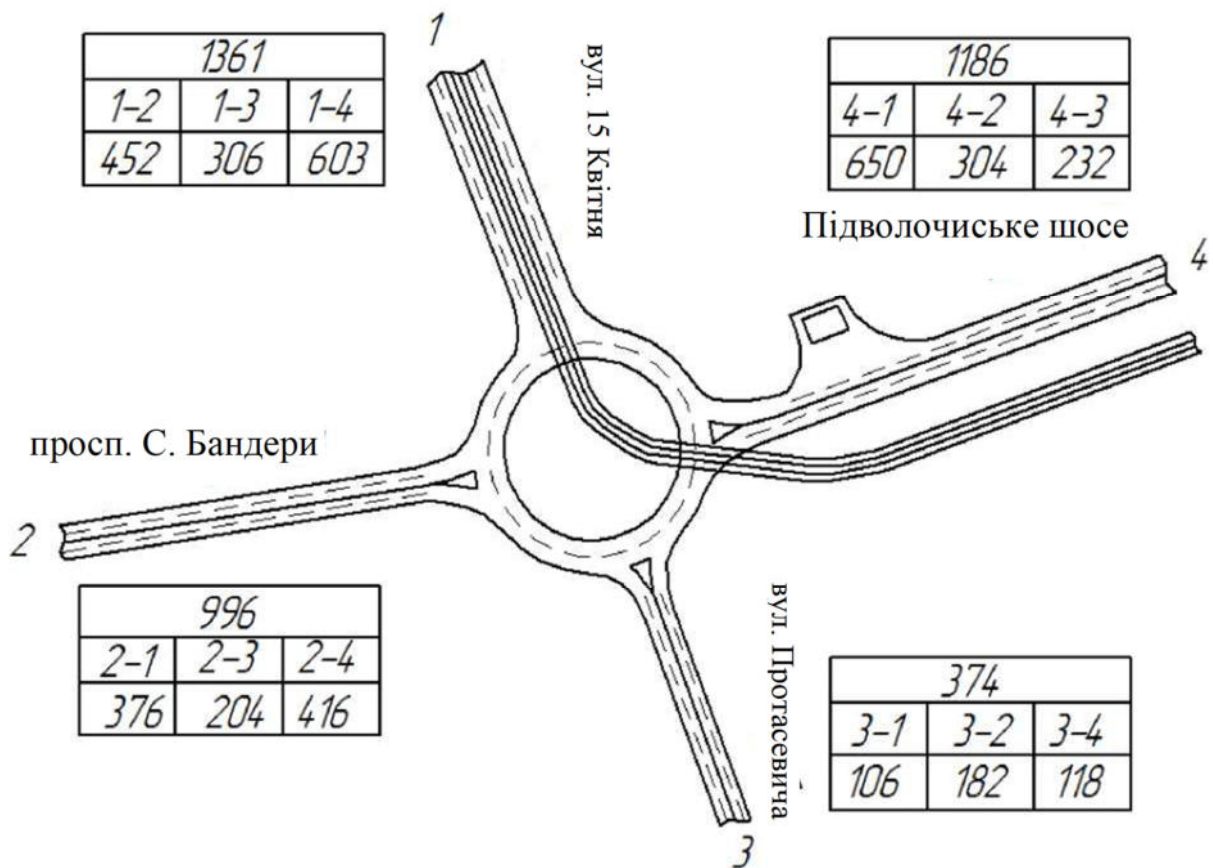 1361
1-2 1-3 1-4
452 306 603
1
вул. 15 Квітня
1186
4-1 4-2 4-3
650 304 232
Підволочиське шосе
4
просп. С. Бандери
2
996
2-1 2-3 2-4
376 204 416
вул. Протасевича
3
374
3-1 3-2 3-4
106 182 118